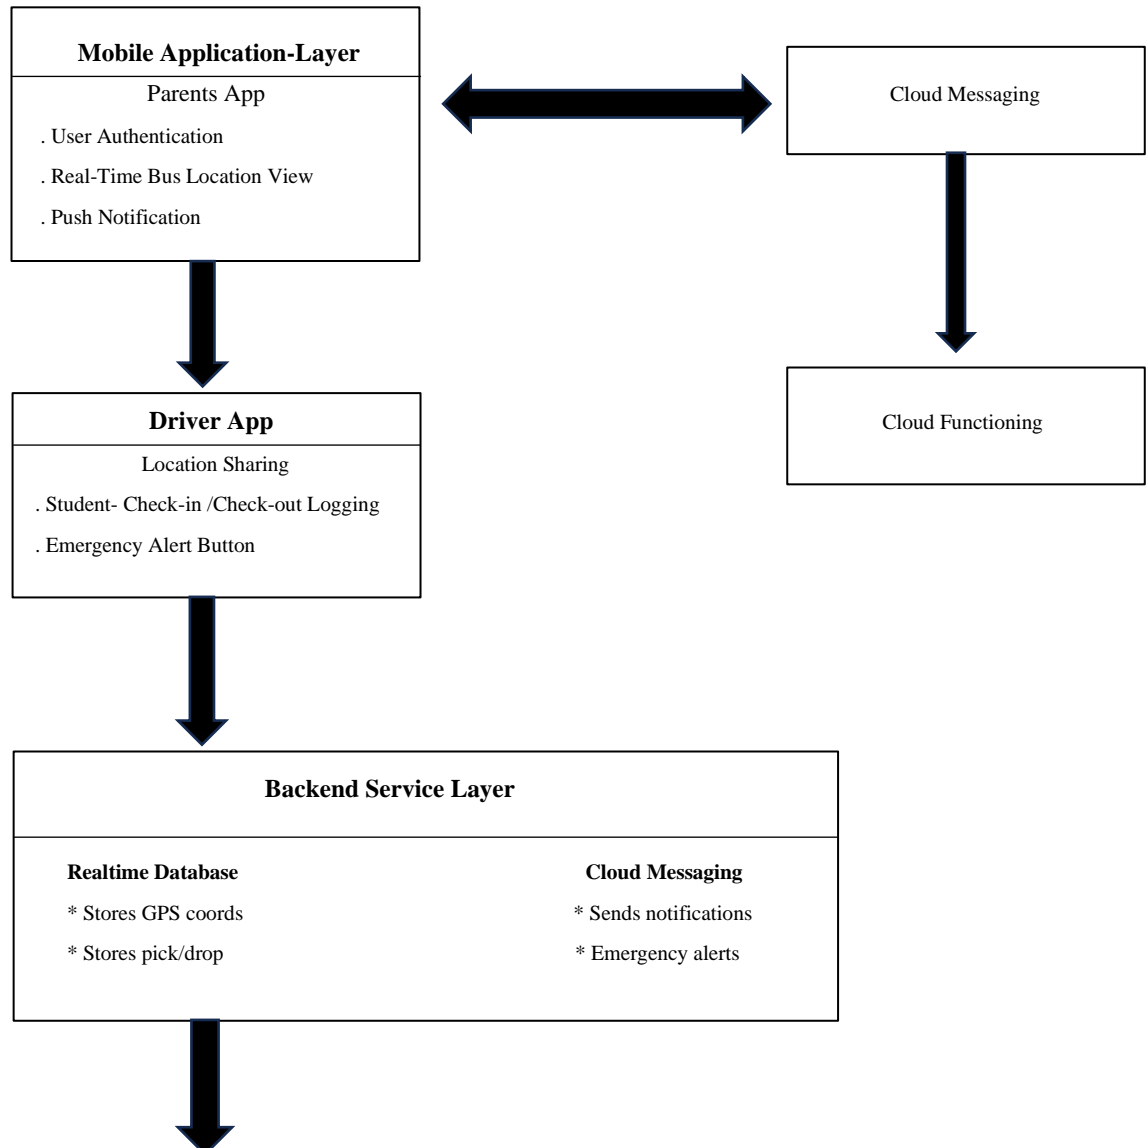 Mobile Application-Layer
Parents App
. User Authentication
. Real-Time Bus Location View
. Push Notification
Cloud Messaging
Cloud Functioning
Driver App
Location Sharing
. Student- Check-in /Check-out Logging
. Emergency Alert Button
Backend Service Layer
Realtime Database
* Stores GPS coords
* Stores pick/drop
Cloud Messaging
* Sends notifications
* Emergency alerts